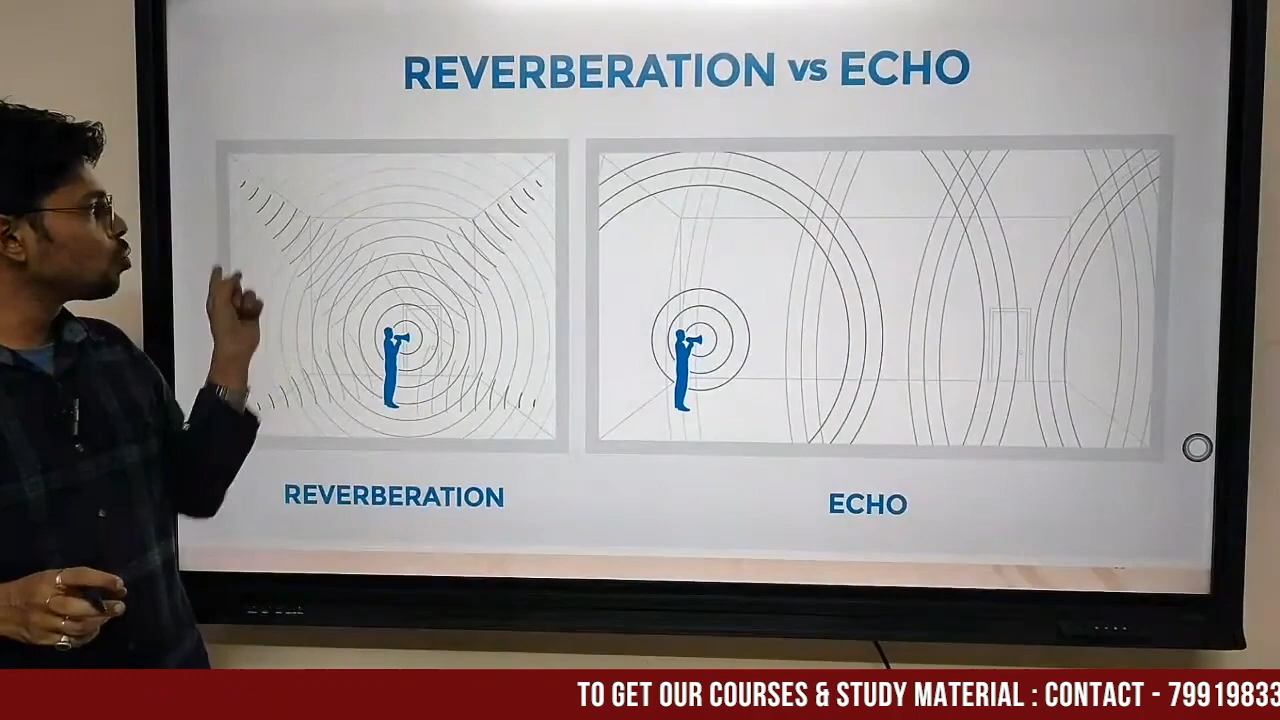 REVERBERATION vs ECHO
REVERBERATION
ECHO
TO GET OUR COURSES & STUDY MATERIAL : CONTACT - 79919833